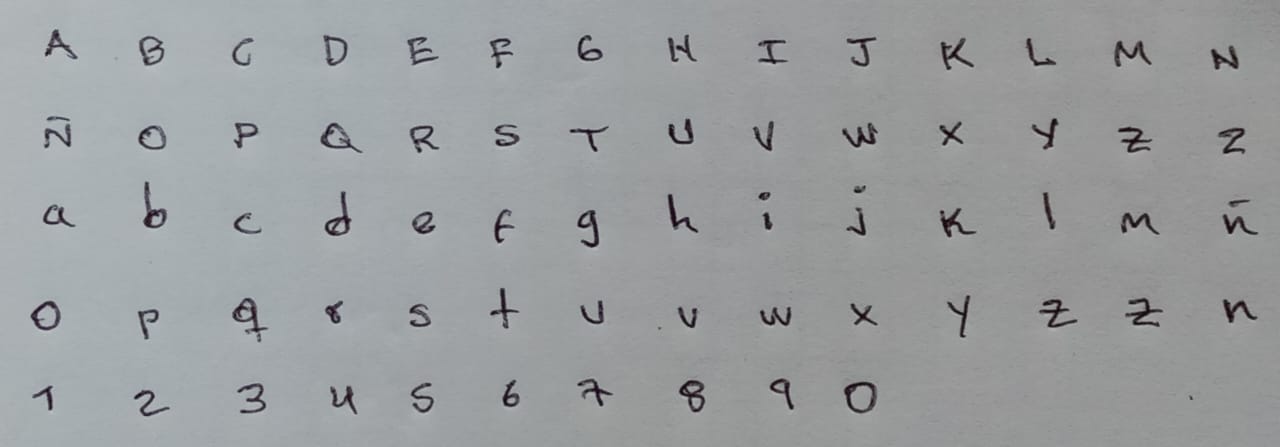 A B C D E F G H I J K L M N
Ñ O P Q R S T U V W X Y Z Z
a b c d e f g h i j k l m ñ
o p q r s t u v w x y z z n
1 2 3 4 5 6 7 8 9 0